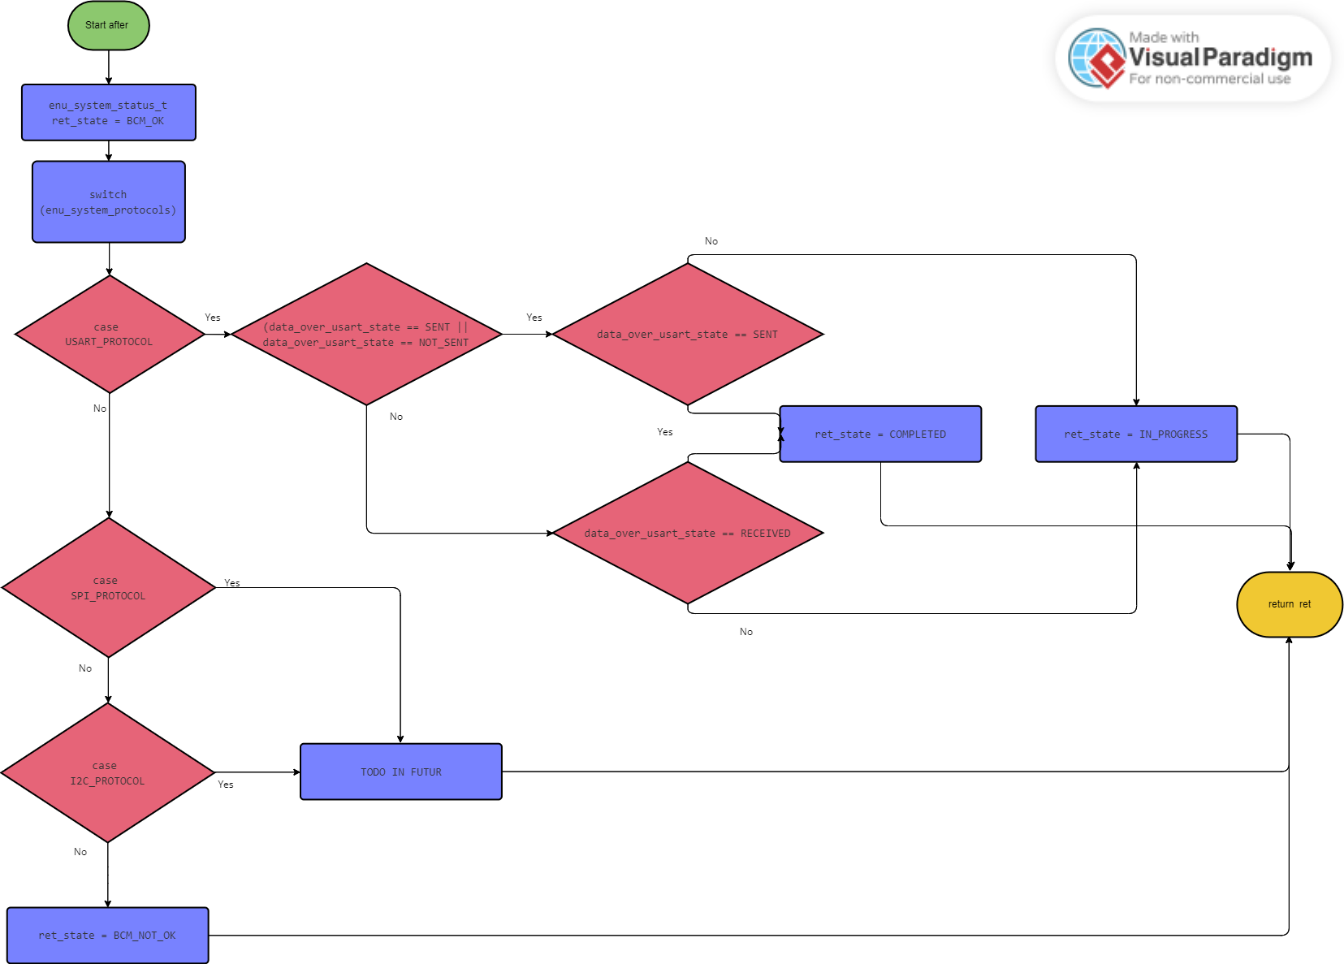 Start after
Made with
Visual Paradigm
For non-commercial use
enu_system_status_t
ret_state = BCM_OK
switch
(enu_system_protocols)
No
case
USART_PROTOCOL
Yes
(data_over_usart_state == SENT ||
data_over_usart_state == NOT_SENT
Yes
data_over_usart_state == SENT
No
No
Yes
ret_state = COMPLETED
ret_state = IN_PROGRESS
data_over_usart_state == RECEIVED
case
SPI_PROTOCOL
Yes
return ret
No
No
case
I2C_PROTOCOL
Yes
TODO IN FUTUR
No
ret_state = BCM_NOT_OK